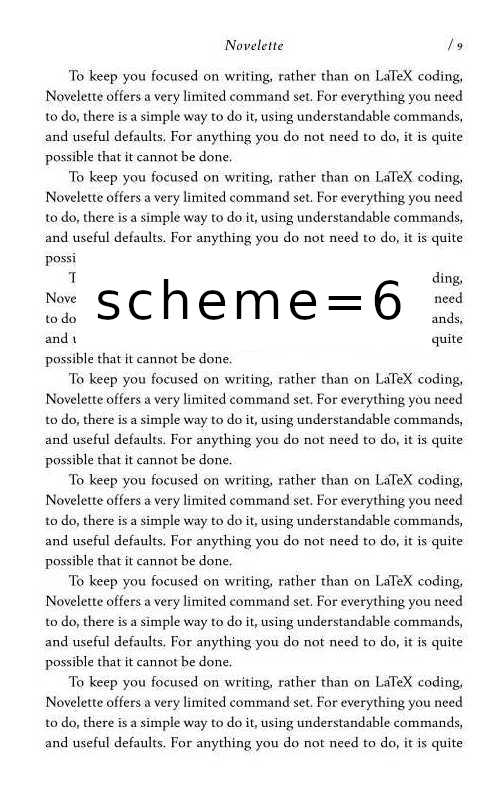 Novelette / 9
To keep you focused on writing, rather than on LaTeX coding,
Novelette offers a very limited command set. For everything you need
to do, there is a simple way to do it, using understandable commands,
and useful defaults. For anything you do not need to do, it is quite
possible that it cannot be done.
To keep you focused on writing, rather than on LaTeX coding,
Novelette offers a very limited command set. For everything you need
to do, there is a simple way to do it, using understandable commands,
and useful defaults. For anything you do not need to do, it is quite
possi
T ding,
Nove need
scheme=6
to do ands,
and quite
possible that it cannot be done.
To keep you focused on writing, rather than on LaTeX coding,
Novelette offers a very limited command set. For everything you need
to do, there is a simple way to do it, using understandable commands,
and useful defaults. For anything you do not need to do, it is quite
possible that it cannot be done.
To keep you focused on writing, rather than on LaTeX coding,
Novelette offers a very limited command set. For everything you need
to do, there is a simple way to do it, using understandable commands,
and useful defaults. For anything you do not need to do, it is quite
possible that it cannot be done.
To keep you focused on writing, rather than on LaTeX coding,
Novelette offers a very limited command set. For everything you need
to do, there is a simple way to do it, using understandable commands,
and useful defaults. For anything you do not need to do, it is quite
possible that it cannot be done.
To keep you focused on writing, rather than on LaTeX coding,
Novelette offers a very limited command set. For everything you need
to do, there is a simple way to do it, using understandable commands,
and useful defaults. For anything you do not need to do, it is quite